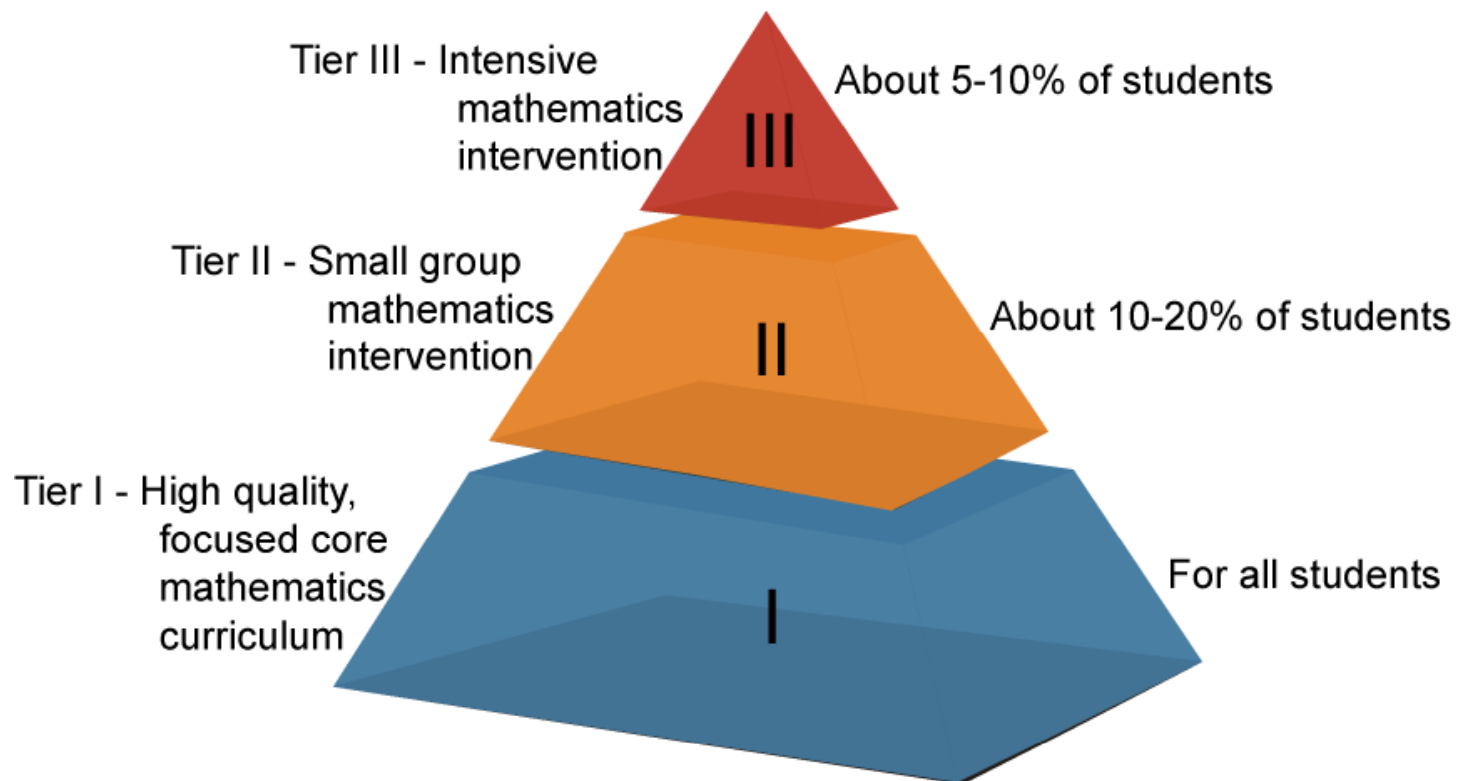 Tier III - Intensive
mathematics
intervention
About 5-10% of students
III
Tier II - Small group
mathematics
intervention
About 10-20% of students
II
Tier I - High quality,
focused core
mathematics
curriculum
For all students
I